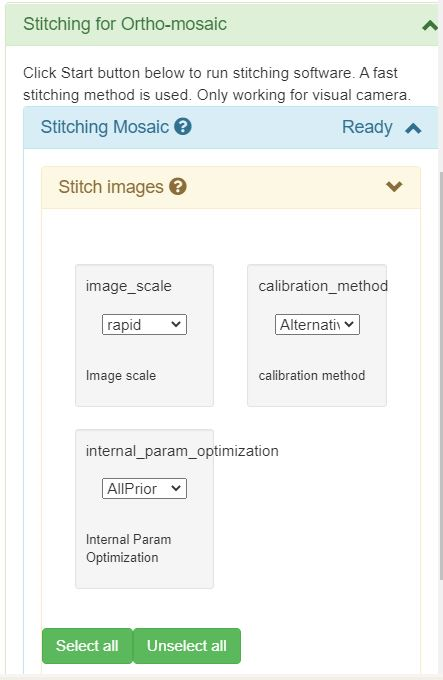 Stitching for Ortho-mosaic
Click Start button below to run stitching software. A fast
stitching method is used. Only working for visual camera.
Stitching Mosaic ? Ready
Stitch images ?
image_scale calibration_method
rapid Alternativ
Image scale calibration method
internal_param_optimization
AllPrior
Internal Param
Optimization
Select all Unselect all